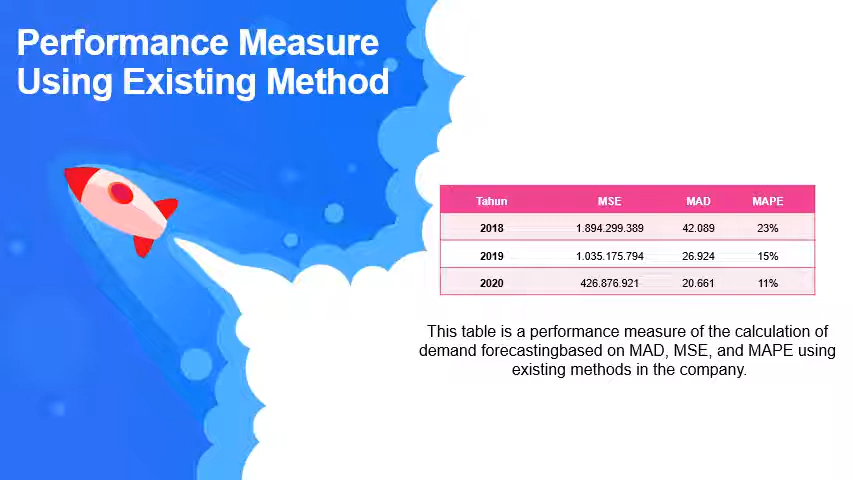 Performance Measure
Using Existing Method
Tahun MSE MAD MAPE
2018 1.894.299.389 42.089 23%
2019 1.035.175.794 26.924 15%
2020 426.876.921 20.661 11%
This table is a performance measure of the calculation of
demand forecastingbased on MAD, MSE, and MAPE using
existing methods in the company.